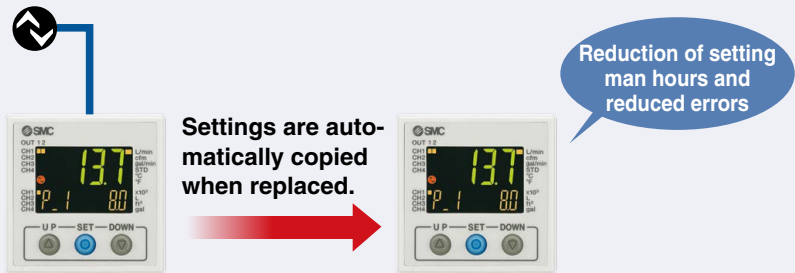 Reduction of setting
man hours and
reduced errors
Settings are auto-
matically copied
when replaced.
SMC
OUT 1 2
CH1
CH2
CH3
CH4
13.7
L/min
cfm
gal/min
STD
°C
°F
CH1
CH2
CH3
CH4
P_1
8.0
x10³
L
ft³
gal
UP SET DOWN
SMC
OUT 1 2
CH1
CH2
CH3
CH4
13.7
L/min
cfm
gal/min
STD
°C
°F
CH1
CH2
CH3
CH4
P_1
8.0
x10³
L
ft³
gal
UP SET DOWN